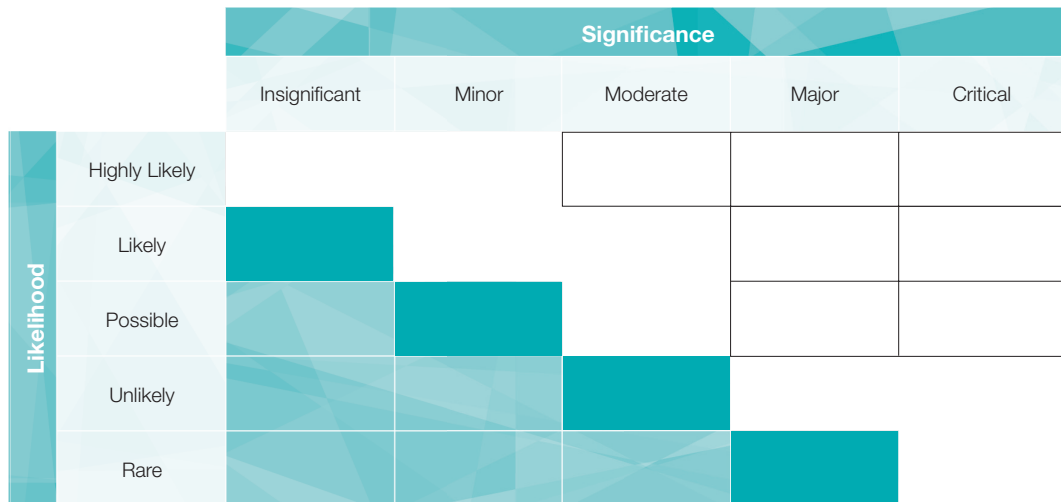 Significance
Insignificant Minor Moderate Major Critical
Likelihood
Highly Likely
Likely
Possible
Unlikely
Rare